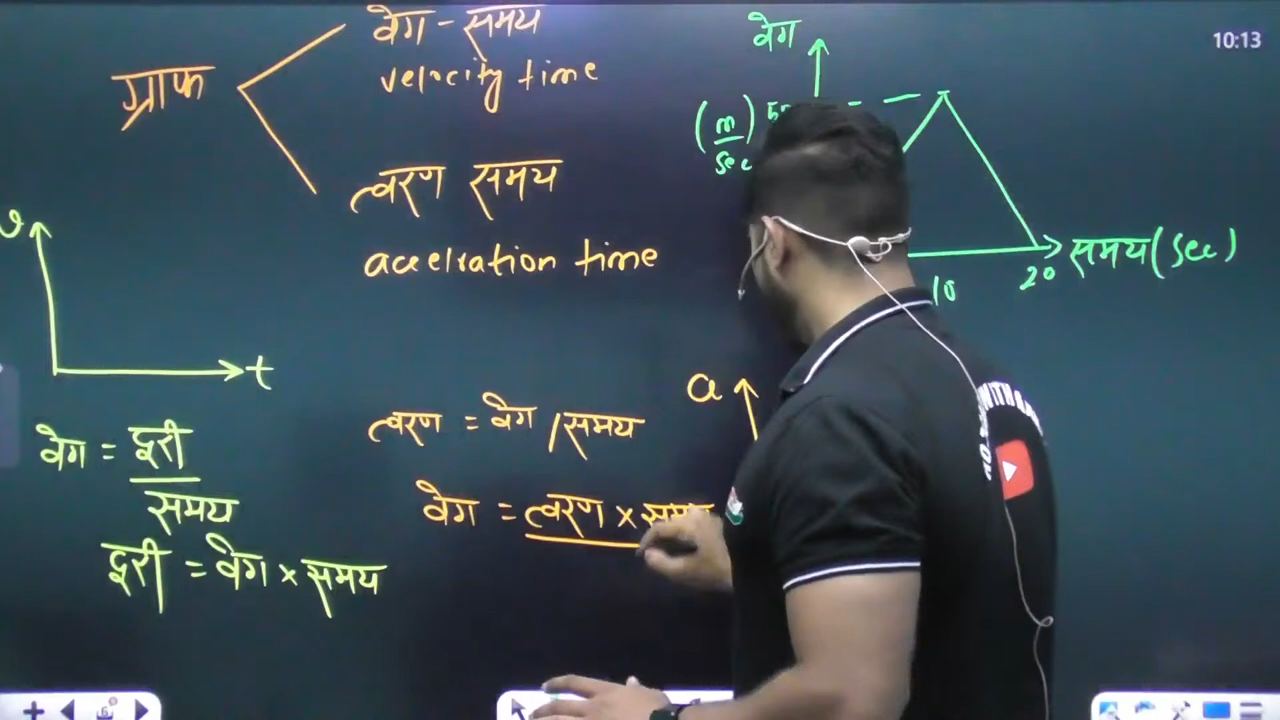 ग्राफ
वेग - समय
velocity time
त्वरण समय
accelration time
वेग
(m/sec
10
20
समय (sec)
10:13
v
t
वेग = दूरी
समय
दूरी = वेग × समय
त्वरण = वेग /समय
वेग = त्वरण × समय
a